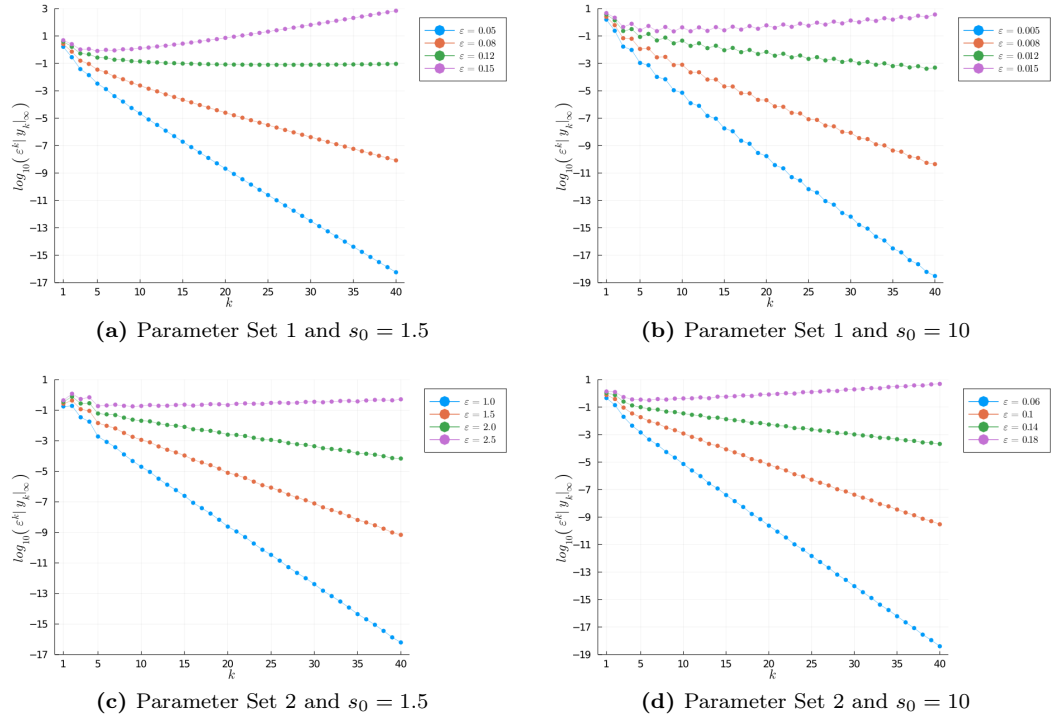 3
1
-1
-3
-5
-7
-9
-11
-13
-15
-17
log₁₀( ε^k | y_k |_∞ )
1 5 10 15 20 25 30 35 40
k
ε = 0.05
ε = 0.08
ε = 0.12
ε = 0.15
(a) Parameter Set 1 and s₀ = 1.5
1
-1
-3
-5
-7
-9
-11
-13
-15
-17
log₁₀( ε^k | y_k |_∞ )
1 5 10 15 20 25 30 35 40
k
ε = 0.005
ε = 0.008
ε = 0.012
ε = 0.015
(b) Parameter Set 1 and s₀ = 10
1
-1
-3
-5
-7
-9
-11
-13
-15
-17
log₁₀( ε^k | y_k |_∞ )
1 5 10 15 20 25 30 35 40
k
ε = 1.0
ε = 1.5
ε = 2.0
ε = 2.5
(c) Parameter Set 2 and s₀ = 1.5
1
-1
-3
-5
-7
-9
-11
-13
-15
-17
log₁₀( ε^k | y_k |_∞ )
1 5 10 15 20 25 30 35 40
k
ε = 0.06
ε = 0.1
ε = 0.14
ε = 0.18
(d) Parameter Set 2 and s₀ = 10